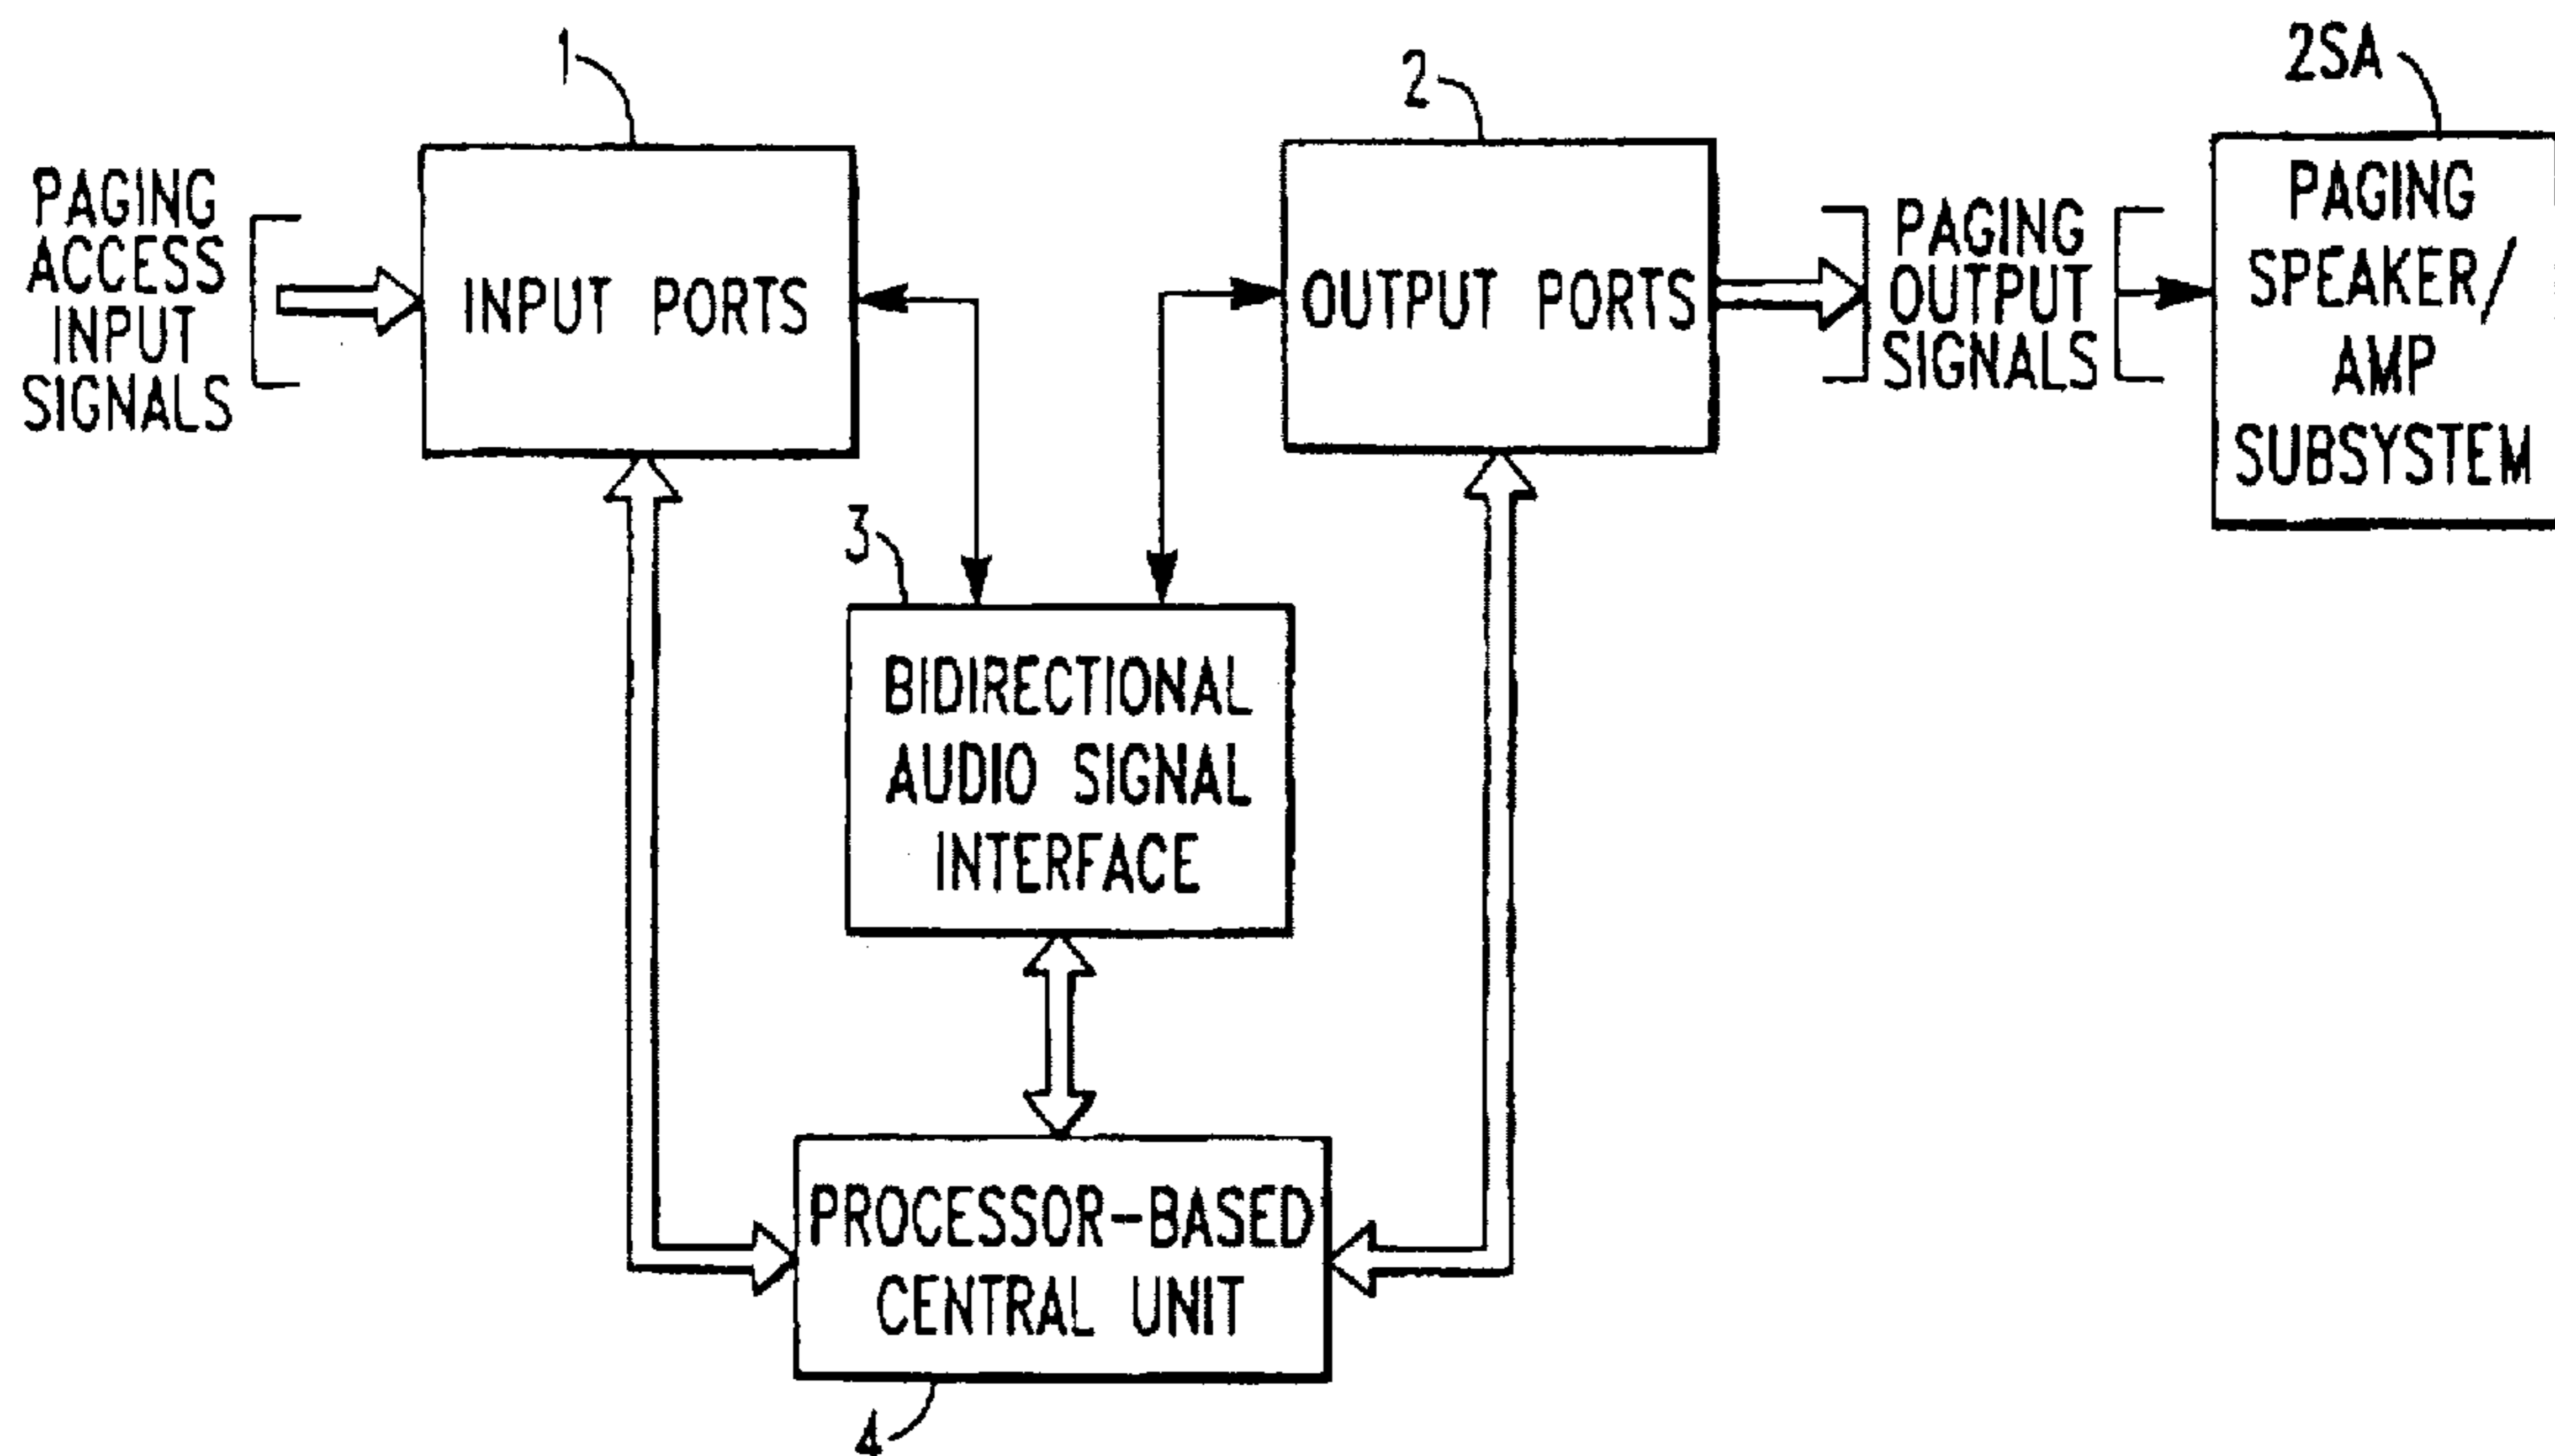 1
2
2SA
PAGING
ACCESS
INPUT
SIGNALS
INPUT PORTS
OUTPUT PORTS
PAGING
OUTPUT
SIGNALS
PAGING
SPEAKER/
AMP
SUBSYSTEM
3
BIDIRECTIONAL
AUDIO SIGNAL
INTERFACE
PROCESSOR-BASED
CENTRAL UNIT
4